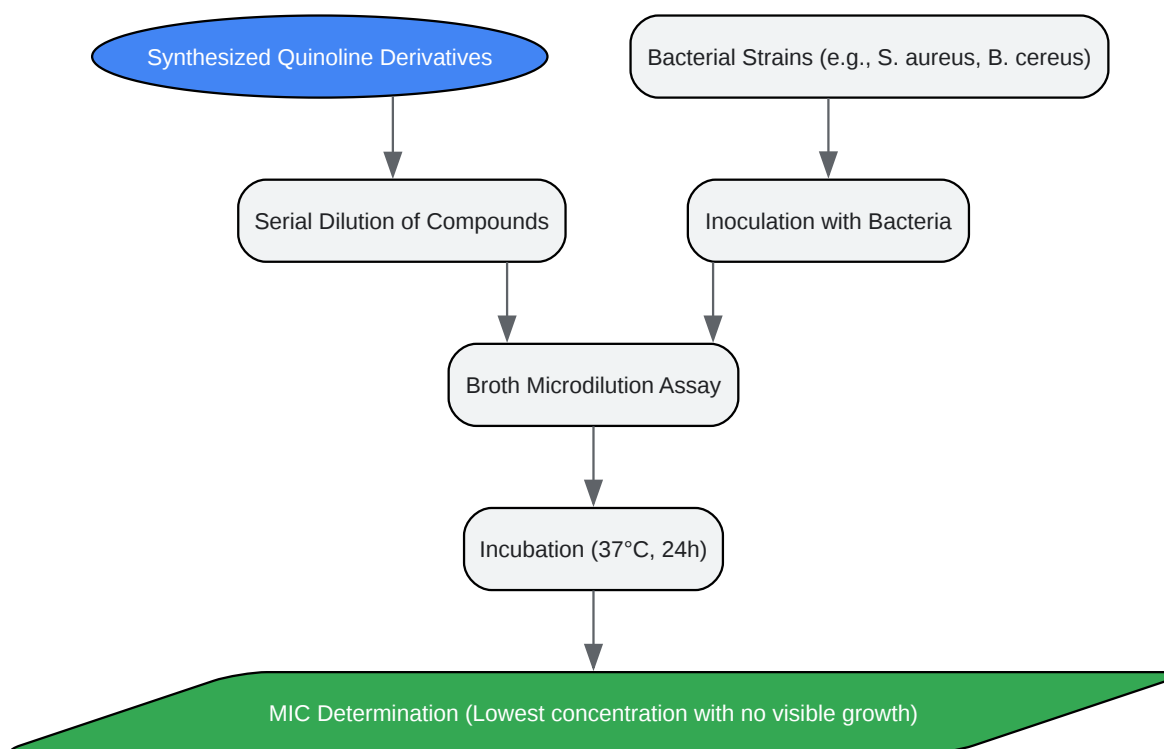 Synthesized Quinoline Derivatives
Bacterial Strains (e.g., S. aureus, B. cereus)
Serial Dilution of Compounds
Inoculation with Bacteria
Broth Microdilution Assay
Incubation (37°C, 24h)
MIC Determination (Lowest concentration with no visible growth)